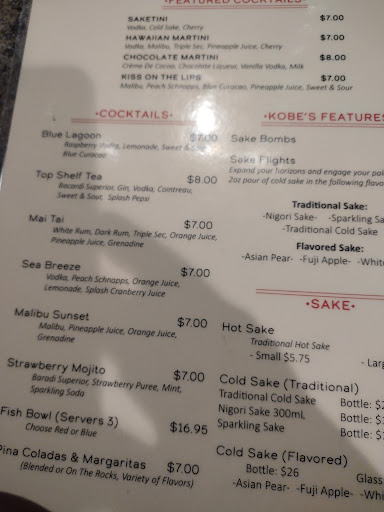 FEATURED COCKTAILS
SAKETINI $7.00
Vodka, Cold Sake, Cherry
HAWAIIAN MARTINI $7.00
Vodka, Malibu, Triple Sec, Pineapple Juice, Cherry
CHOCOLATE MARTINI $8.00
Crème De Cacao, Chocolate Liqueur, Vanilla Vodka, Milk
KISS ON THE LIPS $7.00
Malibu, Peach Schnapps, Blue Curacao, Pineapple Juice, Sweet & Sour
•COCKTAILS•
Blue Lagoon $7.00
Raspberry Vodka, Lemonade, Sweet & Sour
Blue Curacao
Top Shelf Tea $8.00
Bacardi Superior, Gin, Vodka, Cointreau,
Sweet & Sour, Splash Pepsi
Mai Tai $7.00
White Rum, Dark Rum, Triple Sec, Orange Juice,
Pineapple Juice, Grenadine
Sea Breeze $7.00
Vodka, Peach Schnapps, Orange Juice,
Lemonade, Splash Cranberry Juice
Malibu Sunset $7.00
Malibu, Pineapple Juice, Orange Juice,
Grenadine
Strawberry Mojito $7.00
Baradi Superior, Strawberry Puree, Mint,
Sparkling Soda
Fish Bowl (Servers 3) $16.95
Choose Red or Blue
Pina Coladas & Margaritas $7.00
(Blended or On The Rocks, Variety of Flavors)
•KOBE'S FEATURES
Sake Bombs
Sake Flights
Expand your horizons and engage your
2oz pour of cold sake in the following
Traditional Sake:
-Nigori Sake- -Sparkling
-Traditional Cold Sake
Flavored Sake:
-Asian Pear- -Fuji Apple-
•SAKE•
Hot Sake
Traditional Hot Sake
- Small $5.75
Cold Sake (Traditional)
Traditional Cold Sake Bottle:
Nigori Sake 300mL Bottle:
Sparkling Sake Bottle:
Cold Sake (Flavored)
Bottle: $26 Glass
-Asian Pear- -Fuji Apple-